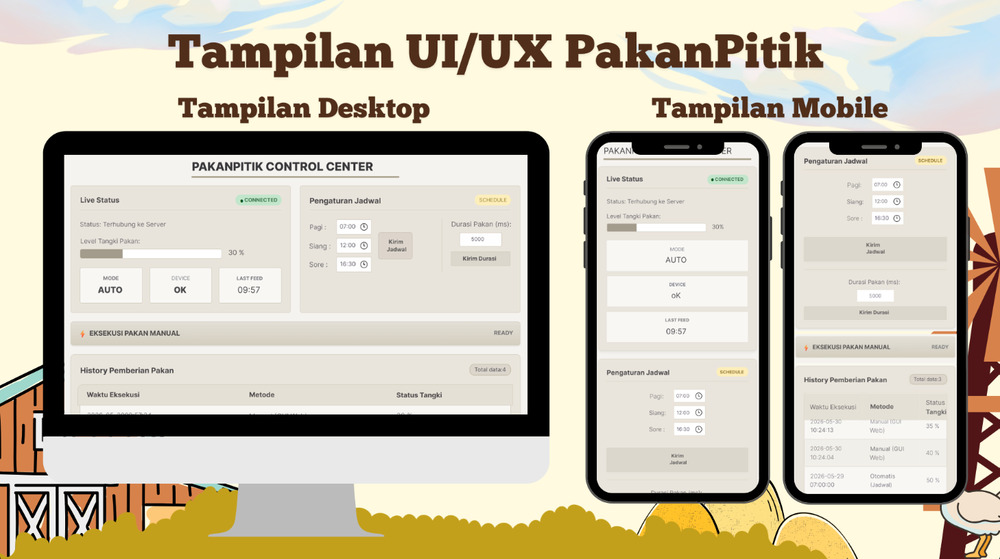 Tampilan UI/UX PakanPitik
Tampilan Desktop
PAKANPITIK CONTROL CENTER
Live Status
CONNECTED
Status: Terhubung ke Server
Level Tangki Pakan:
30 %
MODE
AUTO
DEVICE
OK
LAST FEED
09:57
Pengaturan Jadwal
SCHEDULE
Pagi :
07:00
Siang :
12:00
Sore :
16:30
Kirim
Jadwal
Durasi Pakan (ms):
5000
Kirim Durasi
EKSEKUSI PAKAN MANUAL
READY
History Pemberian Pakan
Total data:4
Waktu Eksekusi Metode Status Tangki
Tampilan Mobile
Live Status
CONNECTED
Status: Terhubung ke Server
Level Tangki Pakan:
30%
MODE
AUTO
DEVICE
oK
LAST FEED
09:57
Pengaturan Jadwal
SCHEDULE
Pagi:
07:00
Siang:
12:00
Sore :
16:30
Kirim
Jadwal
Durasi Pakan (ms):
Pengaturan Jadwal
SCHEDULE
Pagi:
07:00
Siang:
12:00
Sore :
16:30
Kirim
Jadwal
Durasi Pakan (ms):
5000
Kirim Durasi
EKSEKUSI PAKAN MANUAL
READY
History Pemberian Pakan
Total data:3
Waktu Eksekusi
Metode
Status
Tangki
2026-05-30
10:24:13
Manual (GUI
Web)
35 %
2026-05-30
10:24:04
Manual (GUI
Web)
40 %
2026-05-29
07:00:00
Otomatis
(Jadwal)
50 %